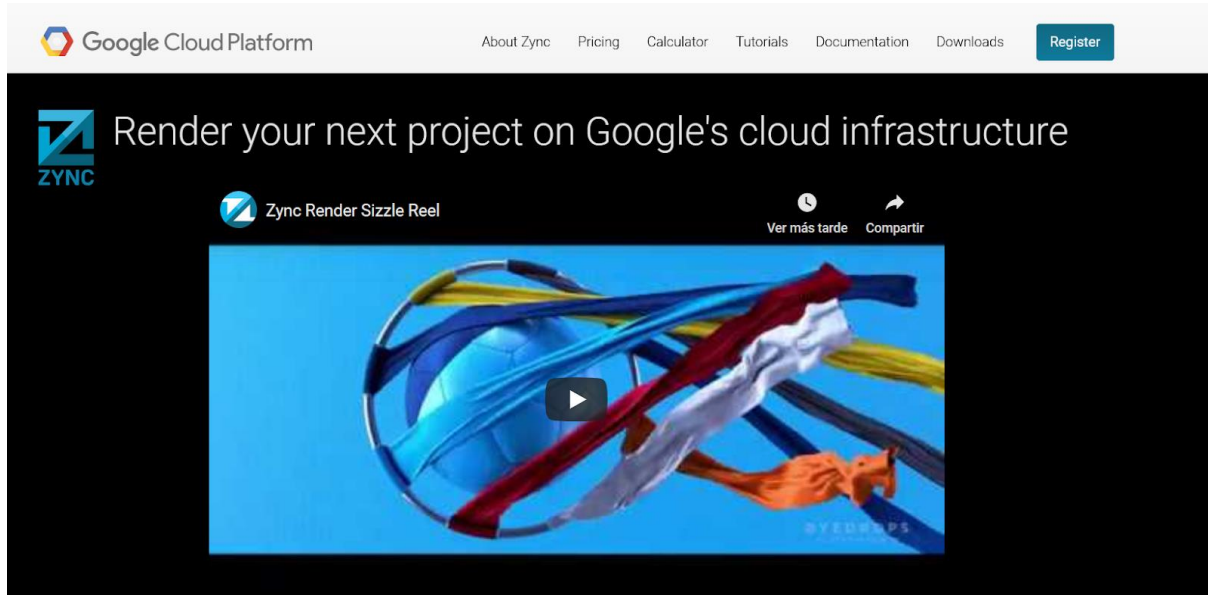 Google Cloud Platform
About Zync Pricing Calculator Tutorials Documentation Downloads Register
Render your next project on Google's cloud infrastructure
ZYNC
Zync Render Sizzle Reel
Ver más tarde Compartir